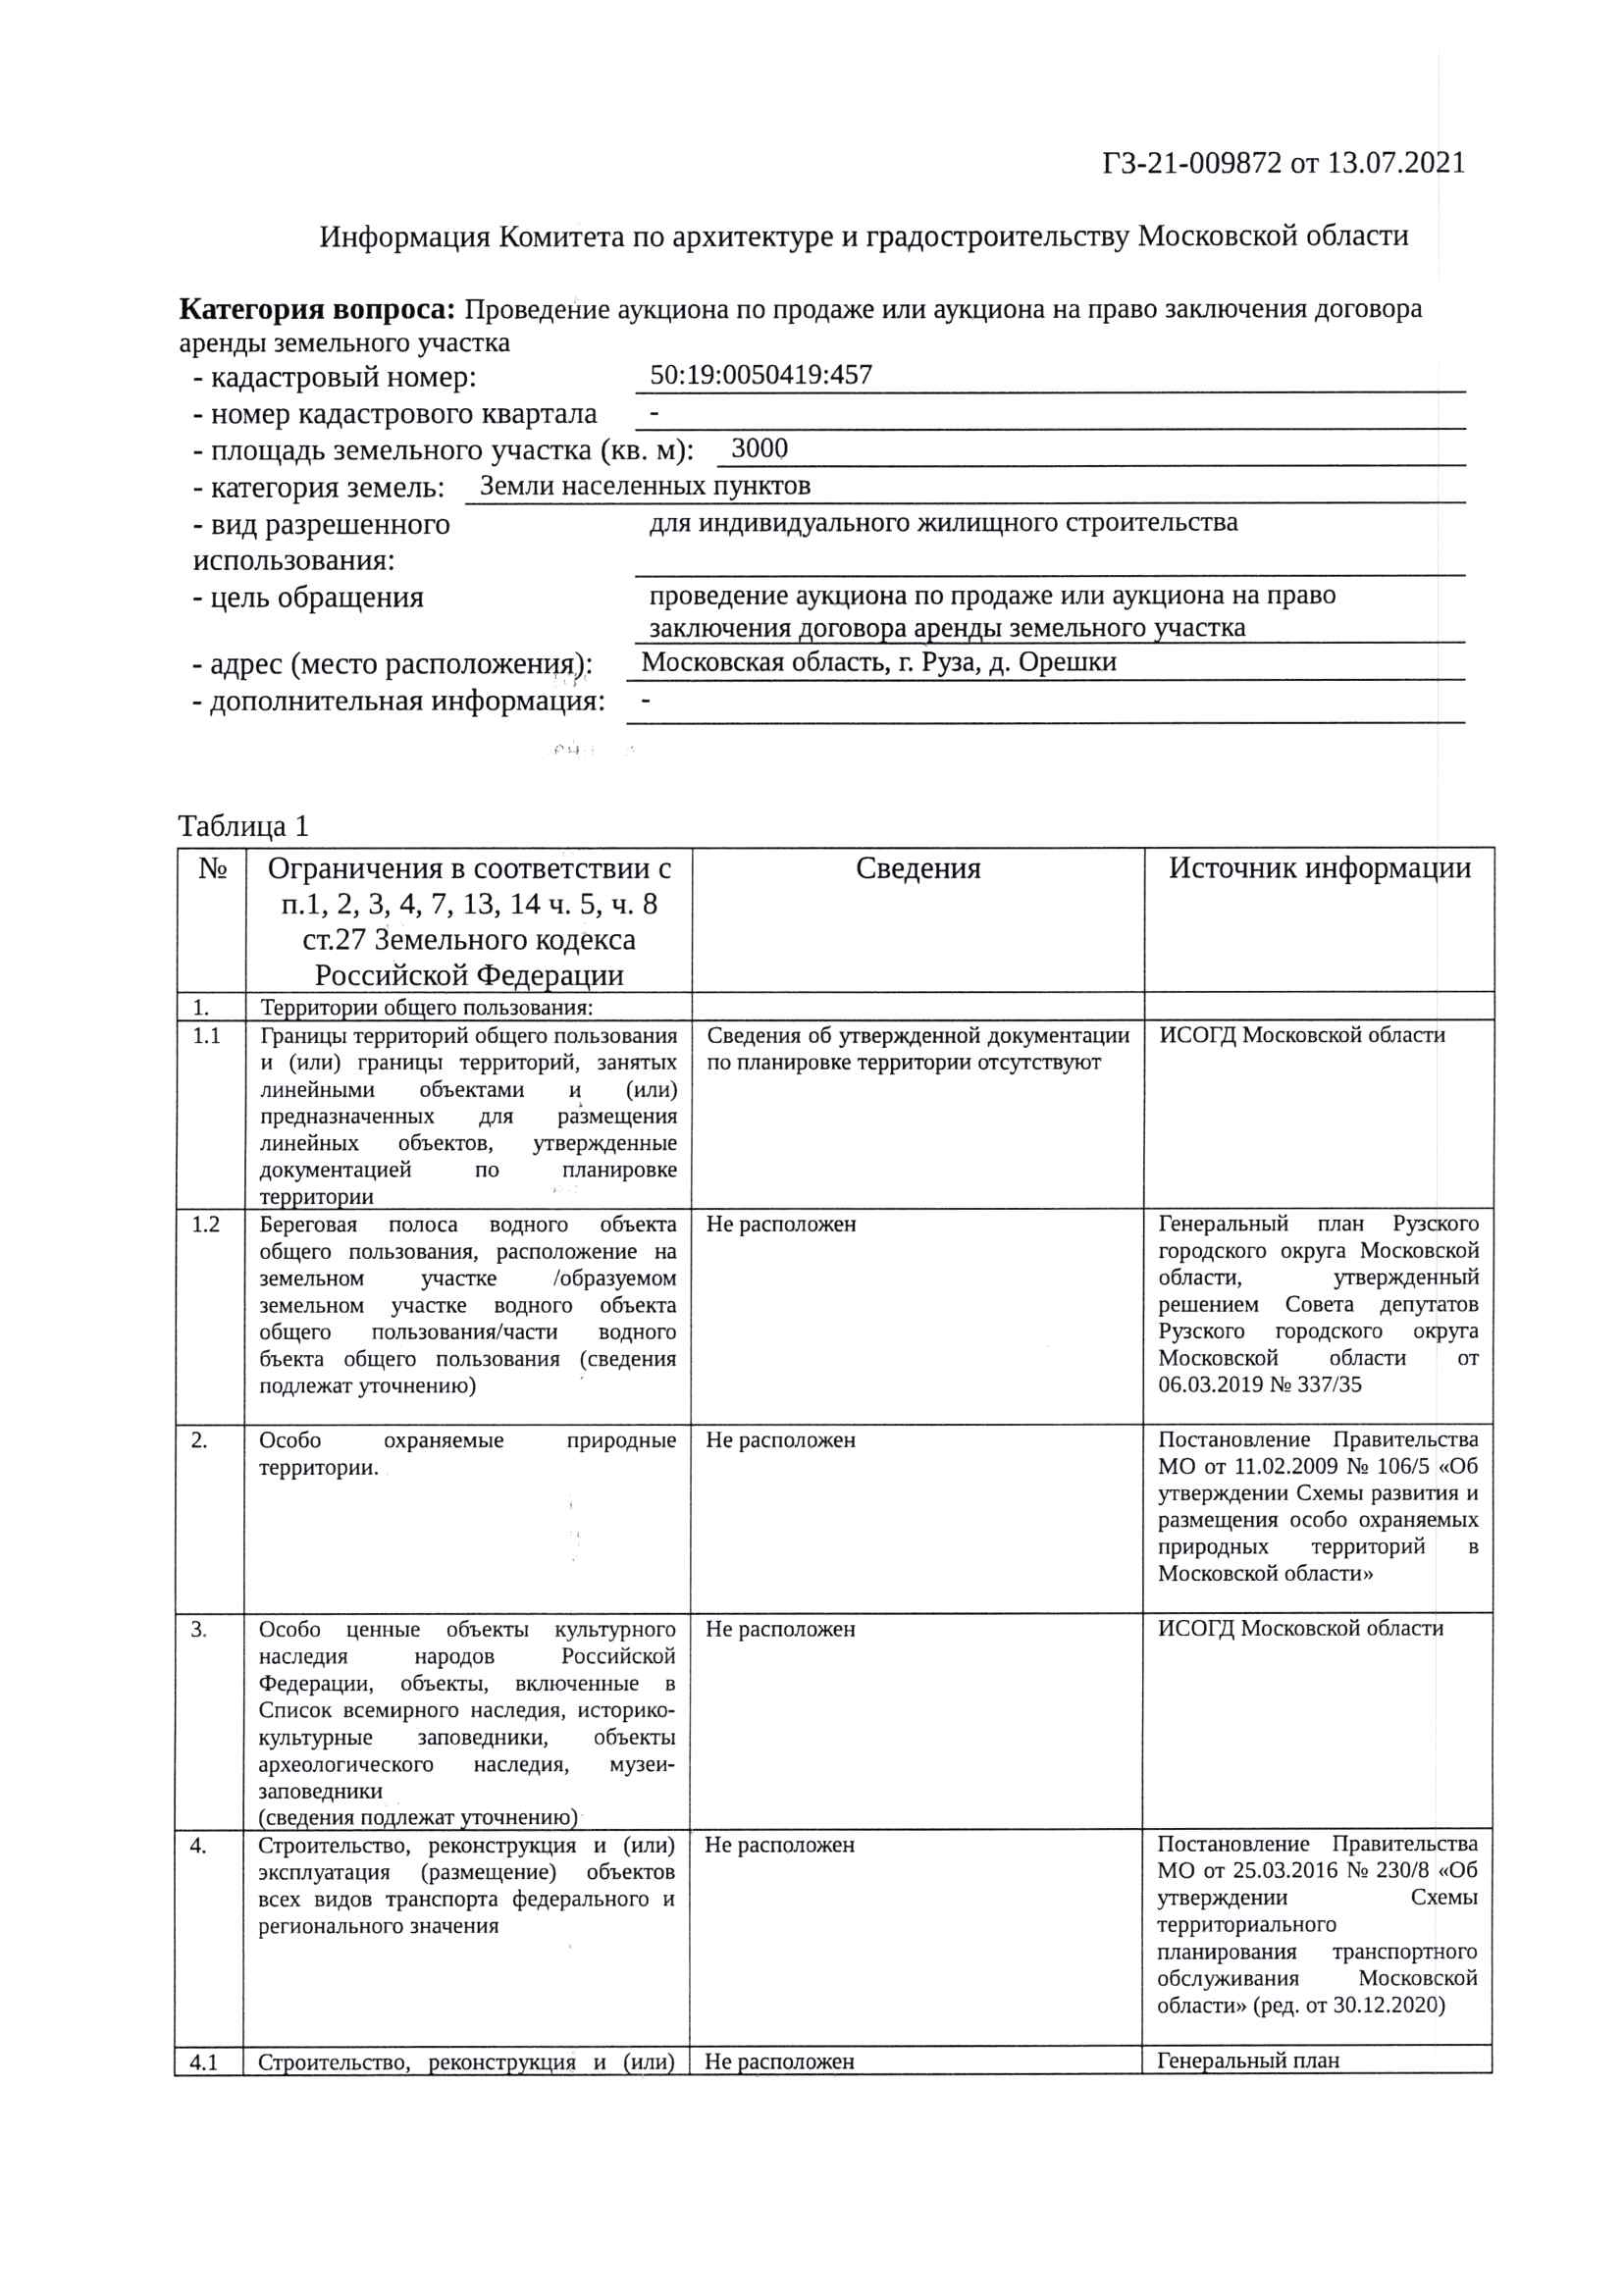 ГЗ-21-009872 от 13.07.2021
Информация Комитета по архитектуре и градостроительству Московской области
Категория вопроса: Проведение аукциона по продаже или аукциона на право заключения договора
аренды земельного участка
- кадастровый номер: 50:19:0050419:457
- номер кадастрового квартала -
- площадь земельного участка (кв. м): 3000
- категория земель: Земли населенных пунктов
- вид разрешенного для индивидуального жилищного строительства
использования:
- цель обращения проведение аукциона по продаже или аукциона на право
заключения договора аренды земельного участка
- адрес (место расположения): Московская область, г. Руза, д. Орешки
- дополнительная информация: -
Таблица 1
№ Ограничения в соответствии с Сведения Источник информации
п.1, 2, 3, 4, 7, 13, 14 ч. 5, ч. 8
ст.27 Земельного кодекса
Российской Федерации
1. Территории общего пользования:
1.1 Границы территорий общего пользования Сведения об утвержденной документации ИСОГД Московской области
и (или) границы территорий, занятых по планировке территории отсутствуют
линейными объектами и (или)
предназначенных для размещения
линейных объектов, утвержденные
документацией по планировке
территории
1.2 Береговая полоса водного объекта Не расположен Генеральный план Рузского
общего пользования, расположение на городского округа Московской
земельном участке /образуемом области, утвержденный
земельном участке водного объекта решением Совета депутатов
общего пользования/части водного Рузского городского округа
бъекта общего пользования (сведения Московской области от
подлежат уточнению) 06.03.2019 № 337/35
2. Особо охраняемые природные Не расположен Постановление Правительства
территории. МО от 11.02.2009 № 106/5 «Об
утверждении Схемы развития и
размещения особо охраняемых
природных территорий в
Московской области»
3. Особо ценные объекты культурного Не расположен ИСОГД Московской области
наследия народов Российской
Федерации, объекты, включенные в
Список всемирного наследия, историко-
культурные заповедники, объекты
археологического наследия, музеи-
заповедники
(сведения подлежат уточнению)
4. Строительство, реконструкция и (или) Не расположен Постановление Правительства
эксплуатация (размещение) объектов МО от 25.03.2016 № 230/8 «Об
всех видов транспорта федерального и утверждении Схемы
регионального значения территориального
планирования транспортного
обслуживания Московской
области» (ред. от 30.12.2020)
4.1 Строительство, реконструкция и (или) Не расположен Генеральный план